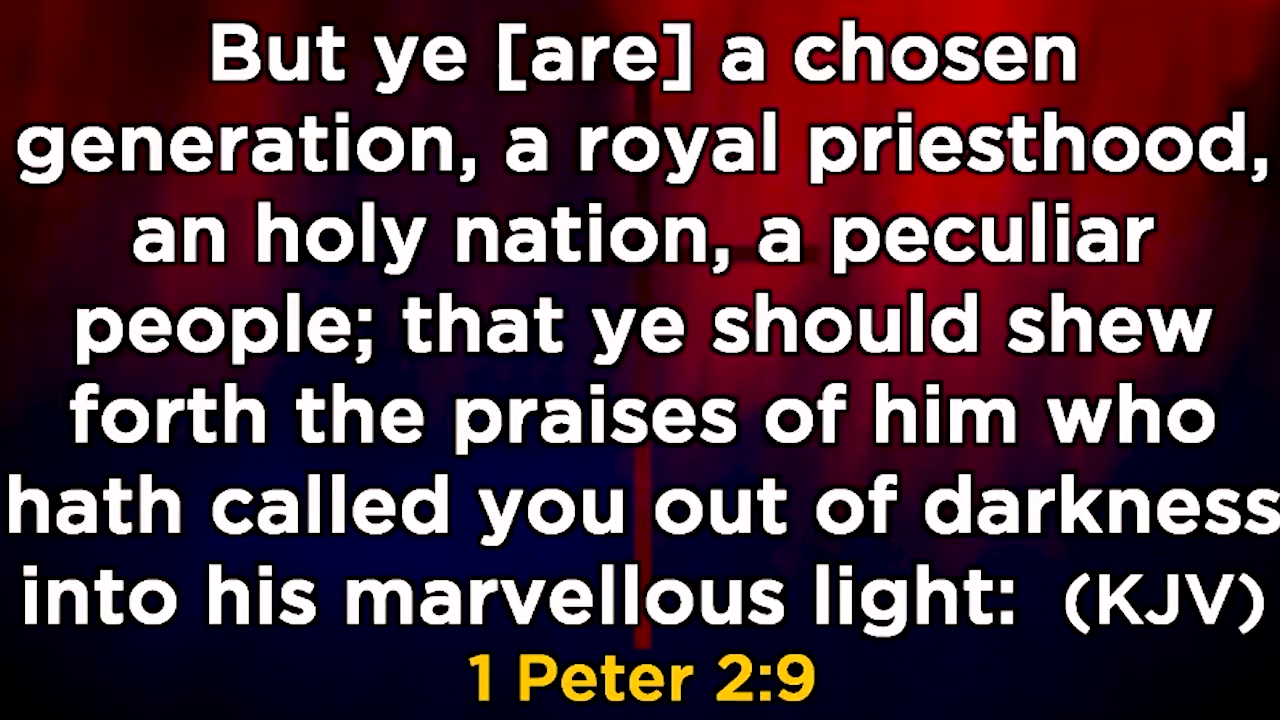 But ye [are] a chosen
generation, a royal priesthood,
an holy nation, a peculiar
people; that ye should shew
forth the praises of him who
hath called you out of darkness
into his marvellous light: (KJV)
1 Peter 2:9